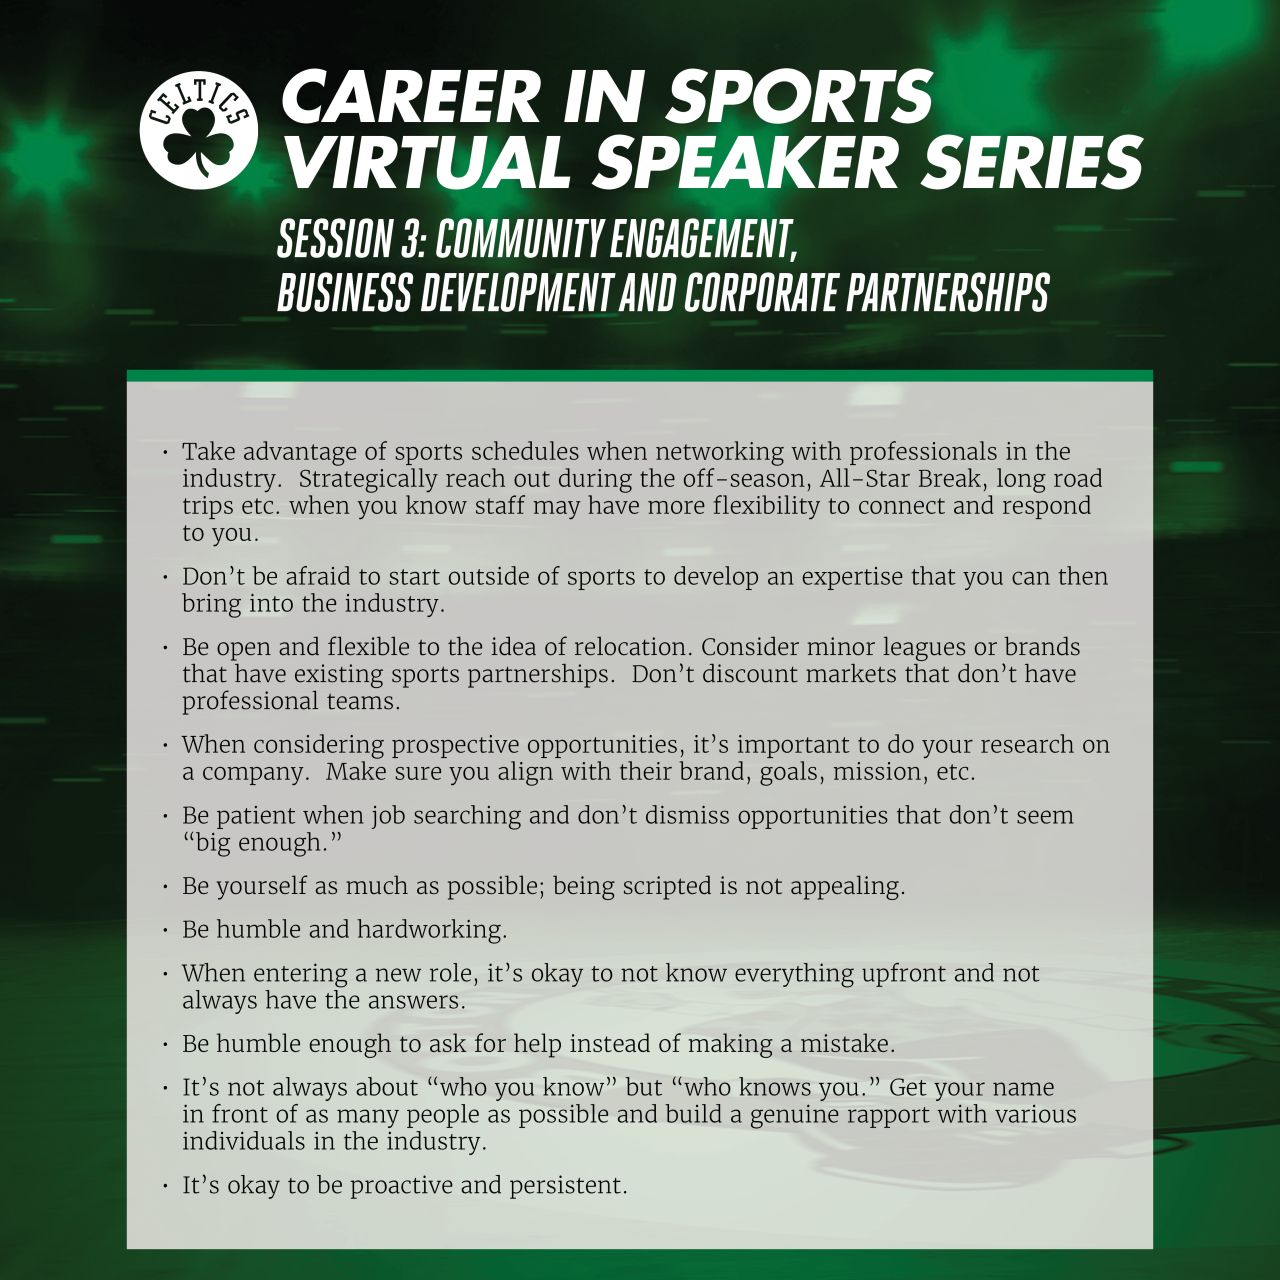 CELTICS
CAREER IN SPORTS
VIRTUAL SPEAKER SERIES
SESSION 3: COMMUNITY ENGAGEMENT,
BUSINESS DEVELOPMENT AND CORPORATE PARTNERSHIPS
• Take advantage of sports schedules when networking with professionals in the
industry.  Strategically reach out during the off-season, All-Star Break, long road
trips etc. when you know staff may have more flexibility to connect and respond
to you.
• Don’t be afraid to start outside of sports to develop an expertise that you can then
bring into the industry.
• Be open and flexible to the idea of relocation. Consider minor leagues or brands
that have existing sports partnerships.  Don’t discount markets that don’t have
professional teams.
• When considering prospective opportunities, it’s important to do your research on
a company.  Make sure you align with their brand, goals, mission, etc.
• Be patient when job searching and don’t dismiss opportunities that don’t seem
“big enough.”
• Be yourself as much as possible; being scripted is not appealing.
• Be humble and hardworking.
• When entering a new role, it’s okay to not know everything upfront and not
always have the answers.
• Be humble enough to ask for help instead of making a mistake.
• It’s not always about “who you know” but “who knows you.” Get your name
in front of as many people as possible and build a genuine rapport with various
individuals in the industry.
• It’s okay to be proactive and persistent.